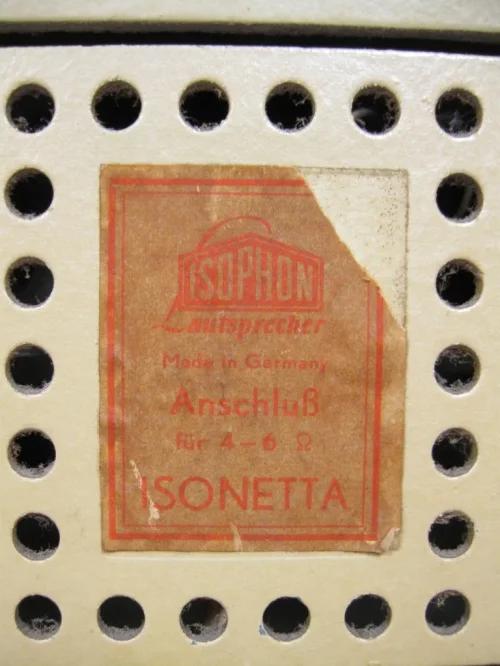 ISOPHON
Lautsprecher
Made in Germany
Anschluß
für 4-6 Ω
ISONETTA